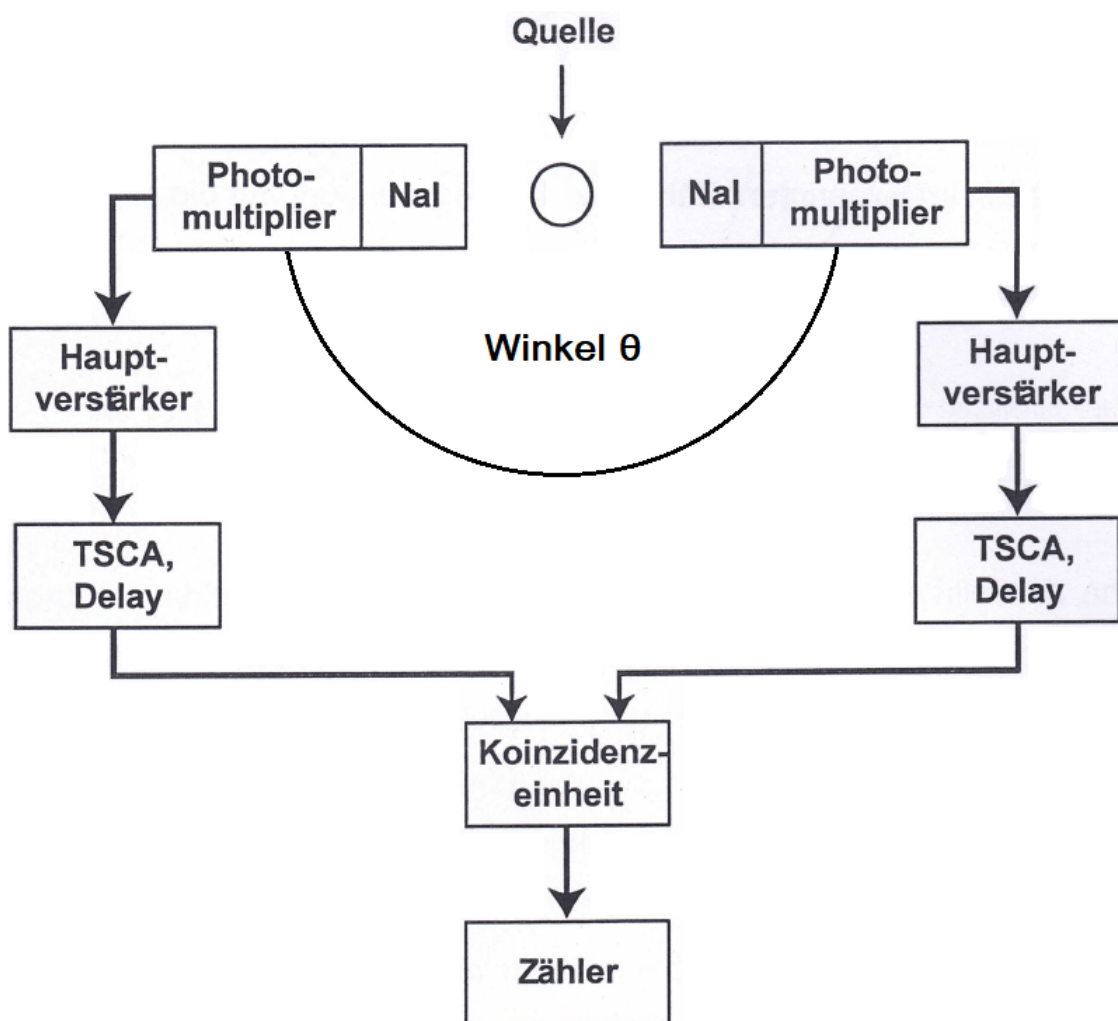 Quelle
Photo-
multiplier
NaI
NaI
Photo-
multiplier
Winkel θ
Haupt-
verstärker
Haupt-
verstärker
TSCA,
Delay
TSCA,
Delay
Koinzidenz-
einheit
Zähler